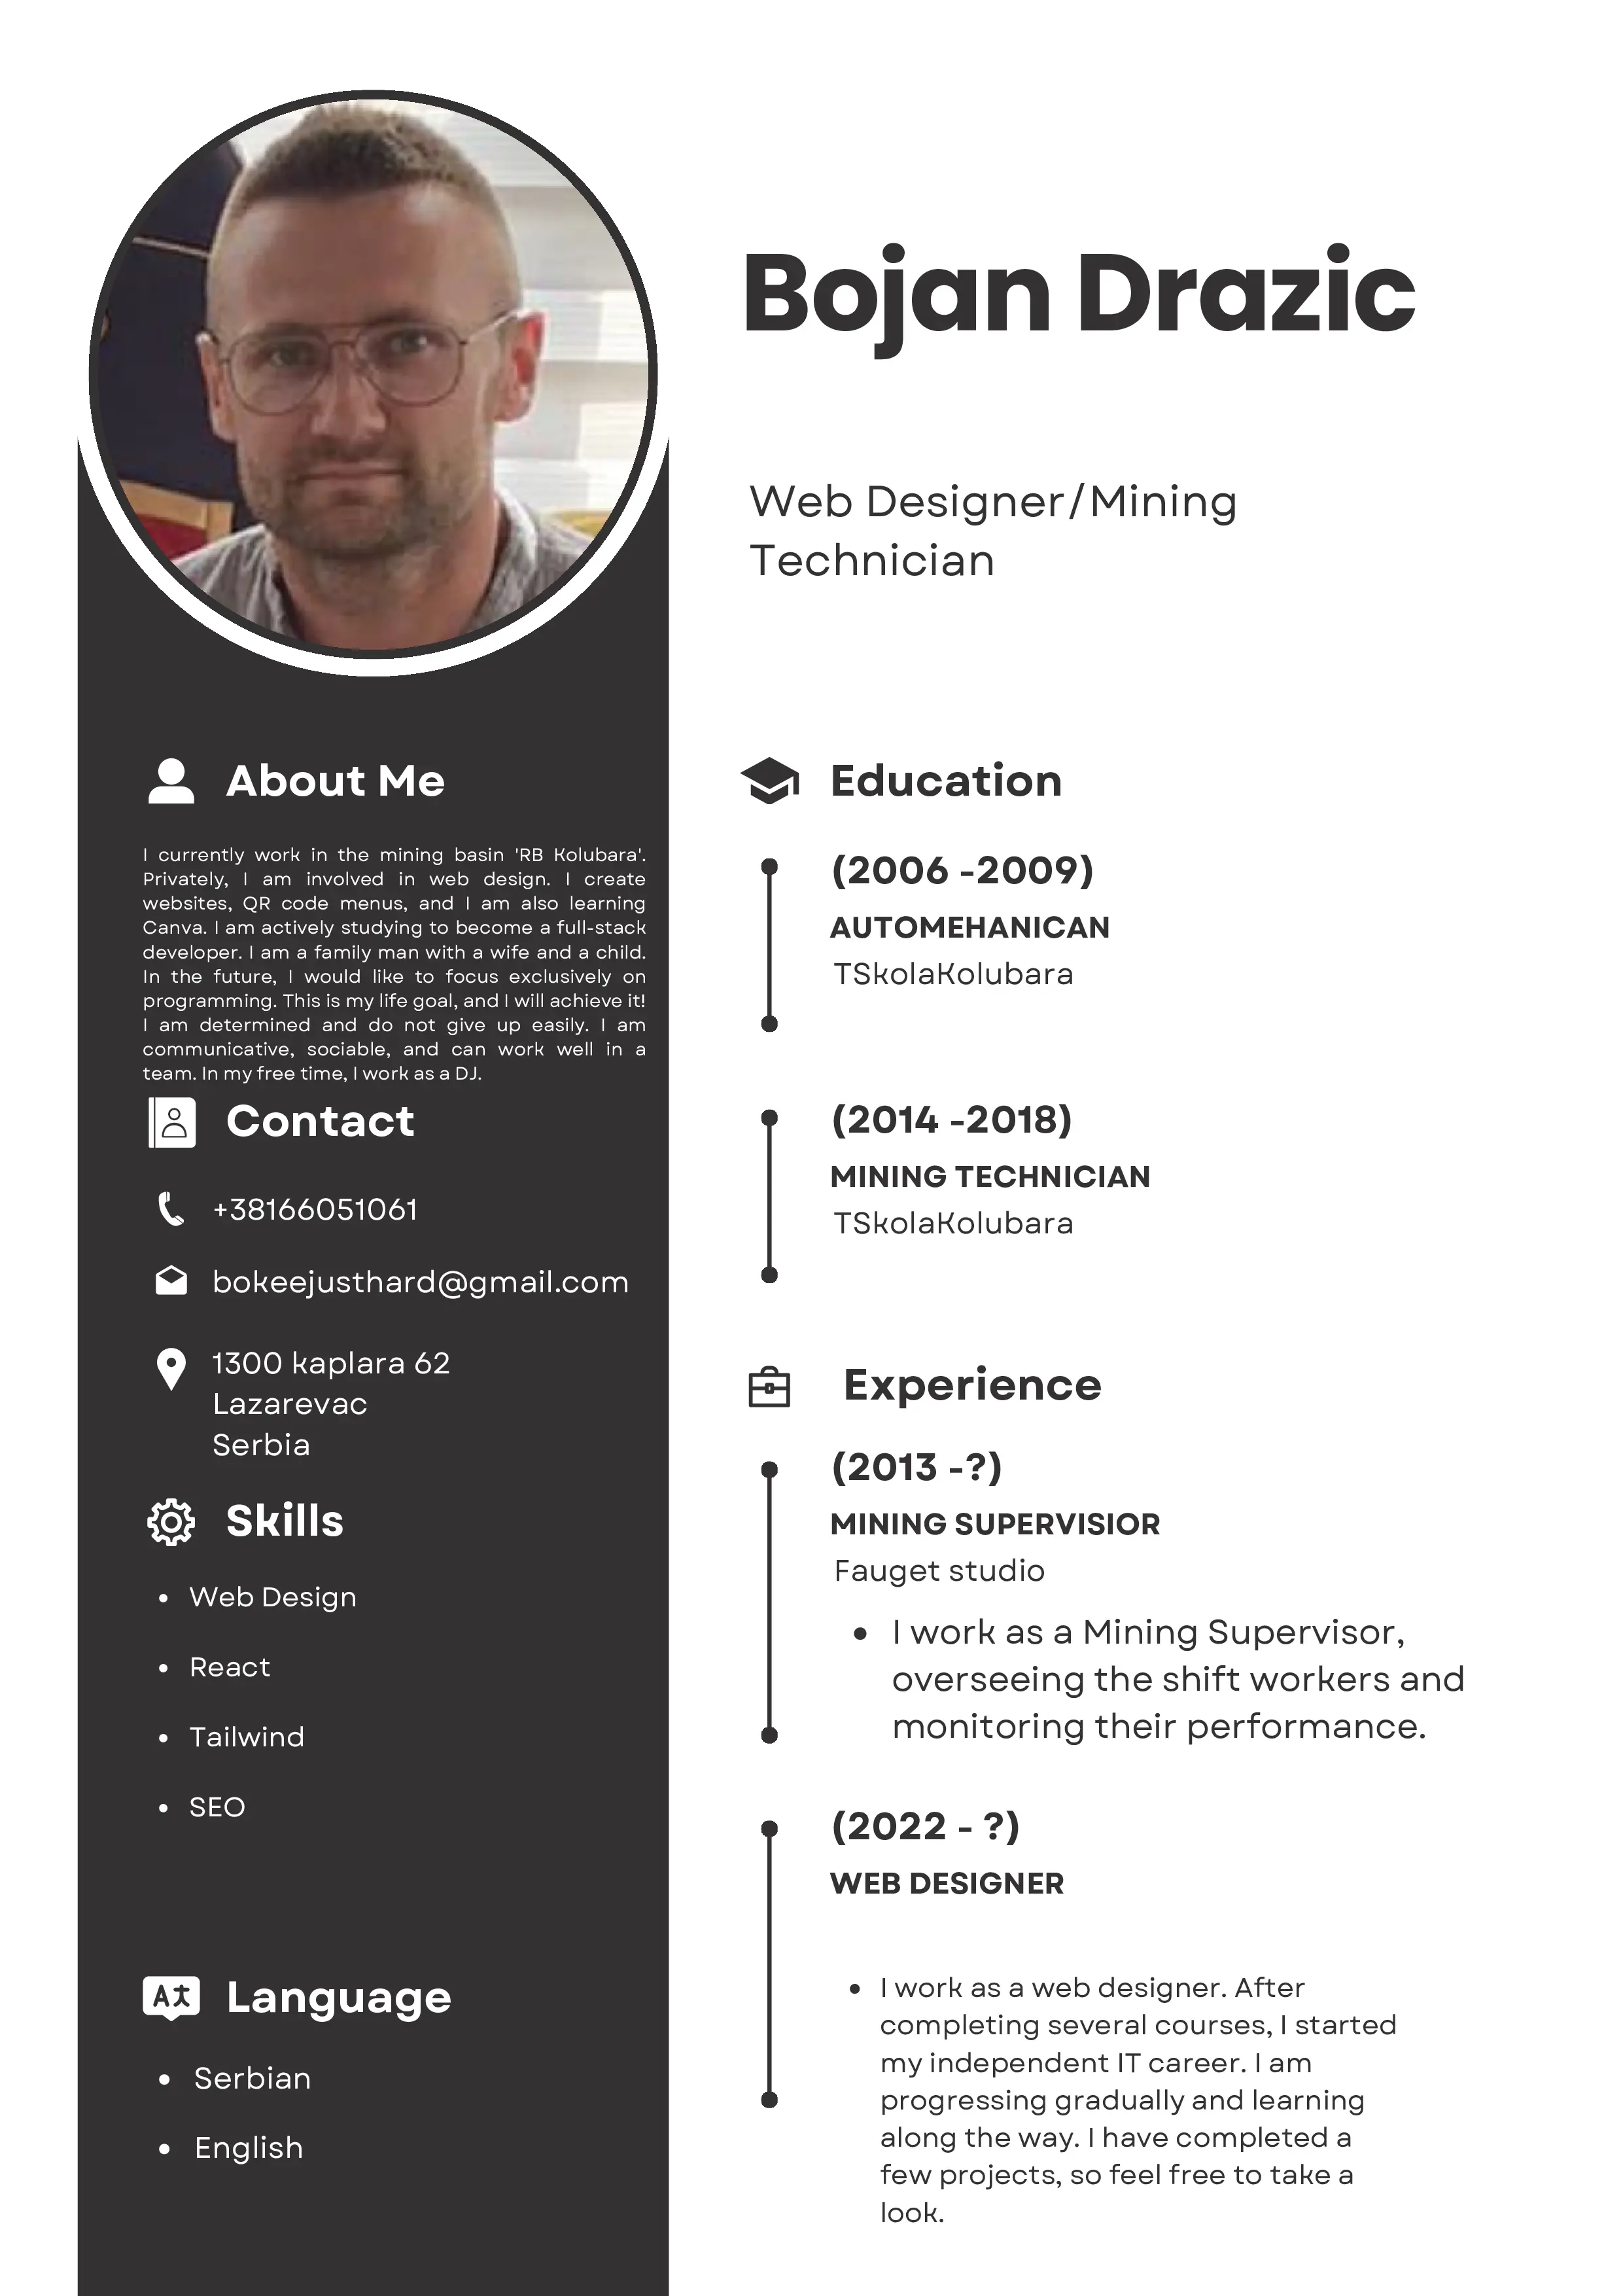 Bojan Drazic
Web Designer/Mining
Technician
About Me
I currently work in the mining basin 'RB Kolubara'.
Privately, I am involved in web design. I create
websites, QR code menus, and I am also learning
Canva. I am actively studying to become a full-stack
developer. I am a family man with a wife and a child.
In the future, I would like to focus exclusively on
programming. This is my life goal, and I will achieve it!
I am determined and do not give up easily. I am
communicative, sociable, and can work well in a
team. In my free time, I work as a DJ.
Contact
+38166051061
bokeejusthard@gmail.com
1300 kaplara 62
Lazarevac
Serbia
Skills
• Web Design
• React
• Tailwind
• SEO
Language
• Serbian
• English
Education
(2006 -2009)
AUTOMEHANICAN
TSkolaKolubara
(2014 -2018)
MINING TECHNICIAN
TSkolaKolubara
Experience
(2013 -?)
MINING SUPERVISIOR
Fauget studio
• I work as a Mining Supervisor,
overseeing the shift workers and
monitoring their performance.
(2022 - ?)
WEB DESIGNER
• I work as a web designer. After
completing several courses, I started
my independent IT career. I am
progressing gradually and learning
along the way. I have completed a
few projects, so feel free to take a
look.